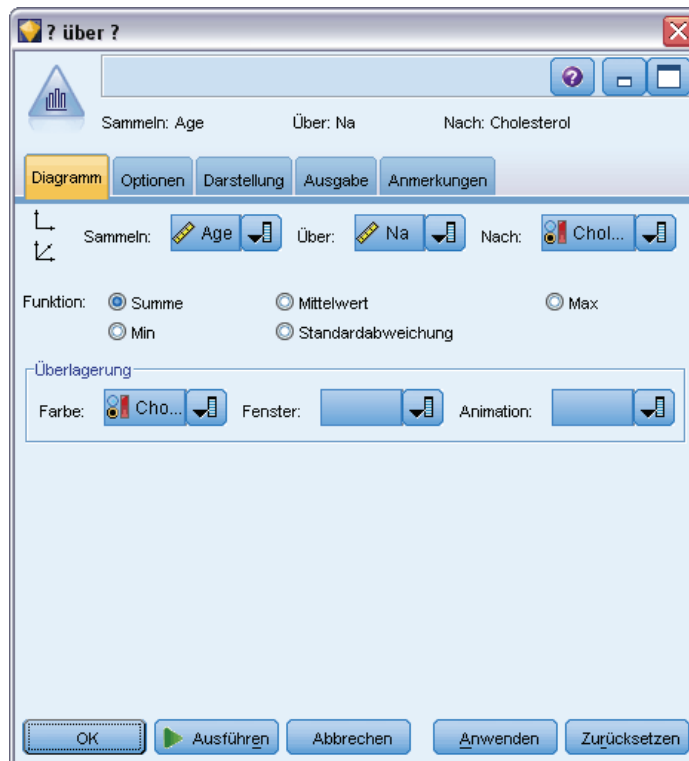 ? über ?
Sammeln: Age Über: Na Nach: Cholesterol
Diagramm Optionen Darstellung Ausgabe Anmerkungen
Sammeln: Age Über: Na Nach: Chol...
Funktion: Summe Mittelwert Max
Min Standardabweichung
Überlagerung
Farbe: Cho... Fenster: Animation:
OK Ausführen Abbrechen Anwenden Zurücksetzen